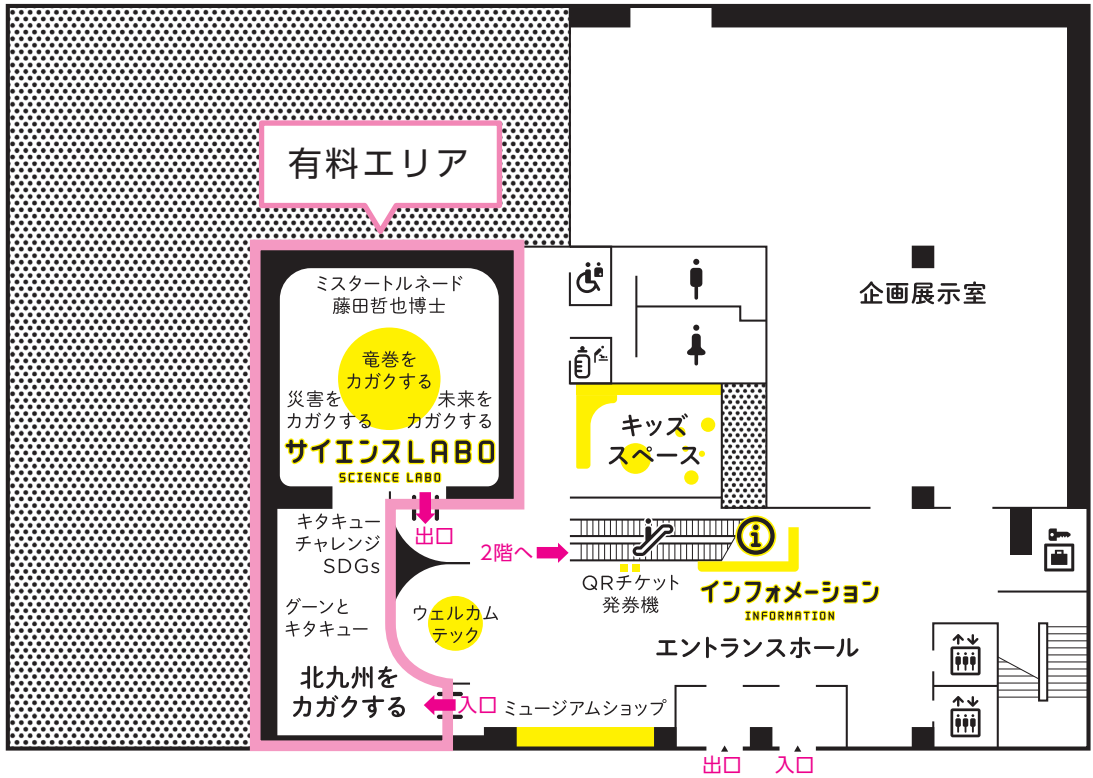 有料エリア
ミスタートルネード
藤田哲也博士
竜巻を
カガクする
災害を
カガクする
未来を
カガクする
サイエンスLABO
SCIENCE LABO
出口
キタキュー
チャレンジ
SDGs
グーンと
キタキュー
北九州を
カガクする
ウェルカム
テック
入口
企画展示室
キッズ
スペース
2階へ
QRチケット
発券機
i
インフォメーション
INFORMATION
エントランスホール
ミュージアムショップ
出口
入口